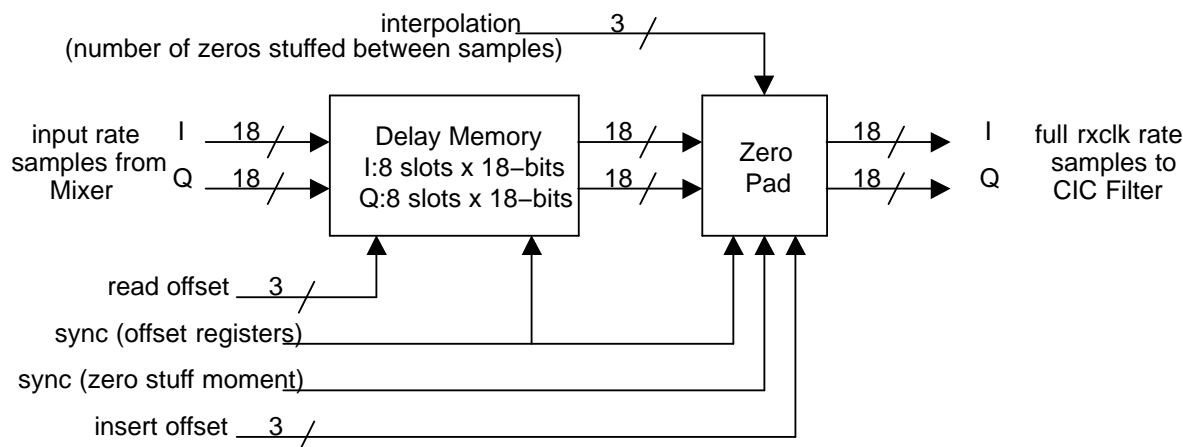 interpolation 3
(number of zeros stuffed between samples)
input rate
samples from
Mixer
I 18
Q 18
Delay Memory
I:8 slots x 18–bits
Q:8 slots x 18–bits
18
18
Zero
Pad
18 I
18 Q
full rxclk rate
samples to
CIC Filter
read offset 3
sync (offset registers)
sync (zero stuff moment)
insert offset 3